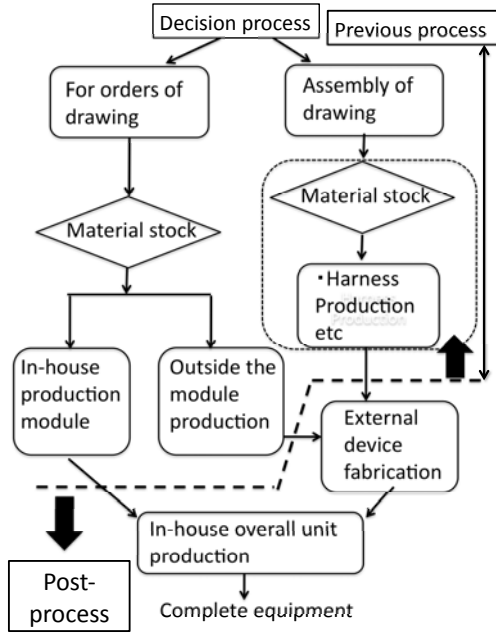 Decision process
Previous process
For orders of
drawing
Assembly of
drawing
Material stock
Material stock
・Harness
Production
etc
In-house
production
module
Outside the
module
production
External
device
fabrication
In-house overall unit
production
Post-
process
Complete equipment